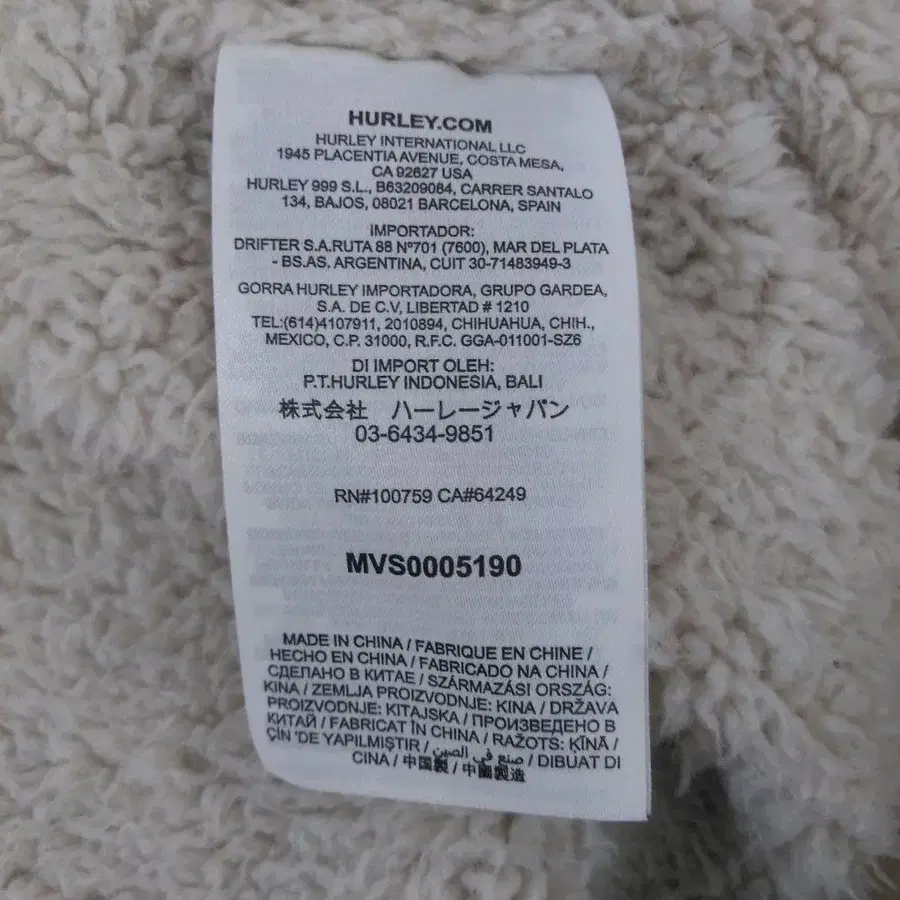 HURLEY.COM
HURLEY INTERNATIONAL LLC
1945 PLACENTIA AVENUE, COSTA MESA,
CA 92627 USA
HURLEY 999 S.L., B63209064, CARRER SANTALO
134, BAJOS, 08021 BARCELONA, SPAIN
IMPORTADOR:
DRIFTER S.A.RUTA 88 Nº701 (7600), MAR DEL PLATA
- BS.AS. ARGENTINA, CUIT 30-71483949-3
GORRA HURLEY IMPORTADORA, GRUPO GARDEA,
S.A. DE C.V, LIBERTAD # 1210
TEL:(614)4107911, 2010894, CHIHUAHUA, CHIH.,
MEXICO, C.P. 31000, R.F.C. GGA-011001-SZ6
DI IMPORT OLEH:
P.T.HURLEY INDONESIA, BALI
株式会社 ハーレージャパン
03-6434-9851
RN#100759 CA#64249
MVS0005190
MADE IN CHINA / FABRIQUE EN CHINE /
HECHO EN CHINA / FABRICADO NA CHINA /
СДЕЛАНО В КИТАЕ / SZÁRMAZÁSI ORSZÁG:
KINA / ZEMLJA PROIZVODNJE: KINA / DRŽAVA
PROIZVODNJE: KITAJSKA / ПРОИЗВЕДЕНО В
КИТАЙ / FABRICAT ÎN CHINA / RAŽOTS: ĶĪNĀ /
ÇİN 'DE YAPILMIŞTIR / صنع في الصين / DIBUAT DI
CINA / 中国製 / 中國製造